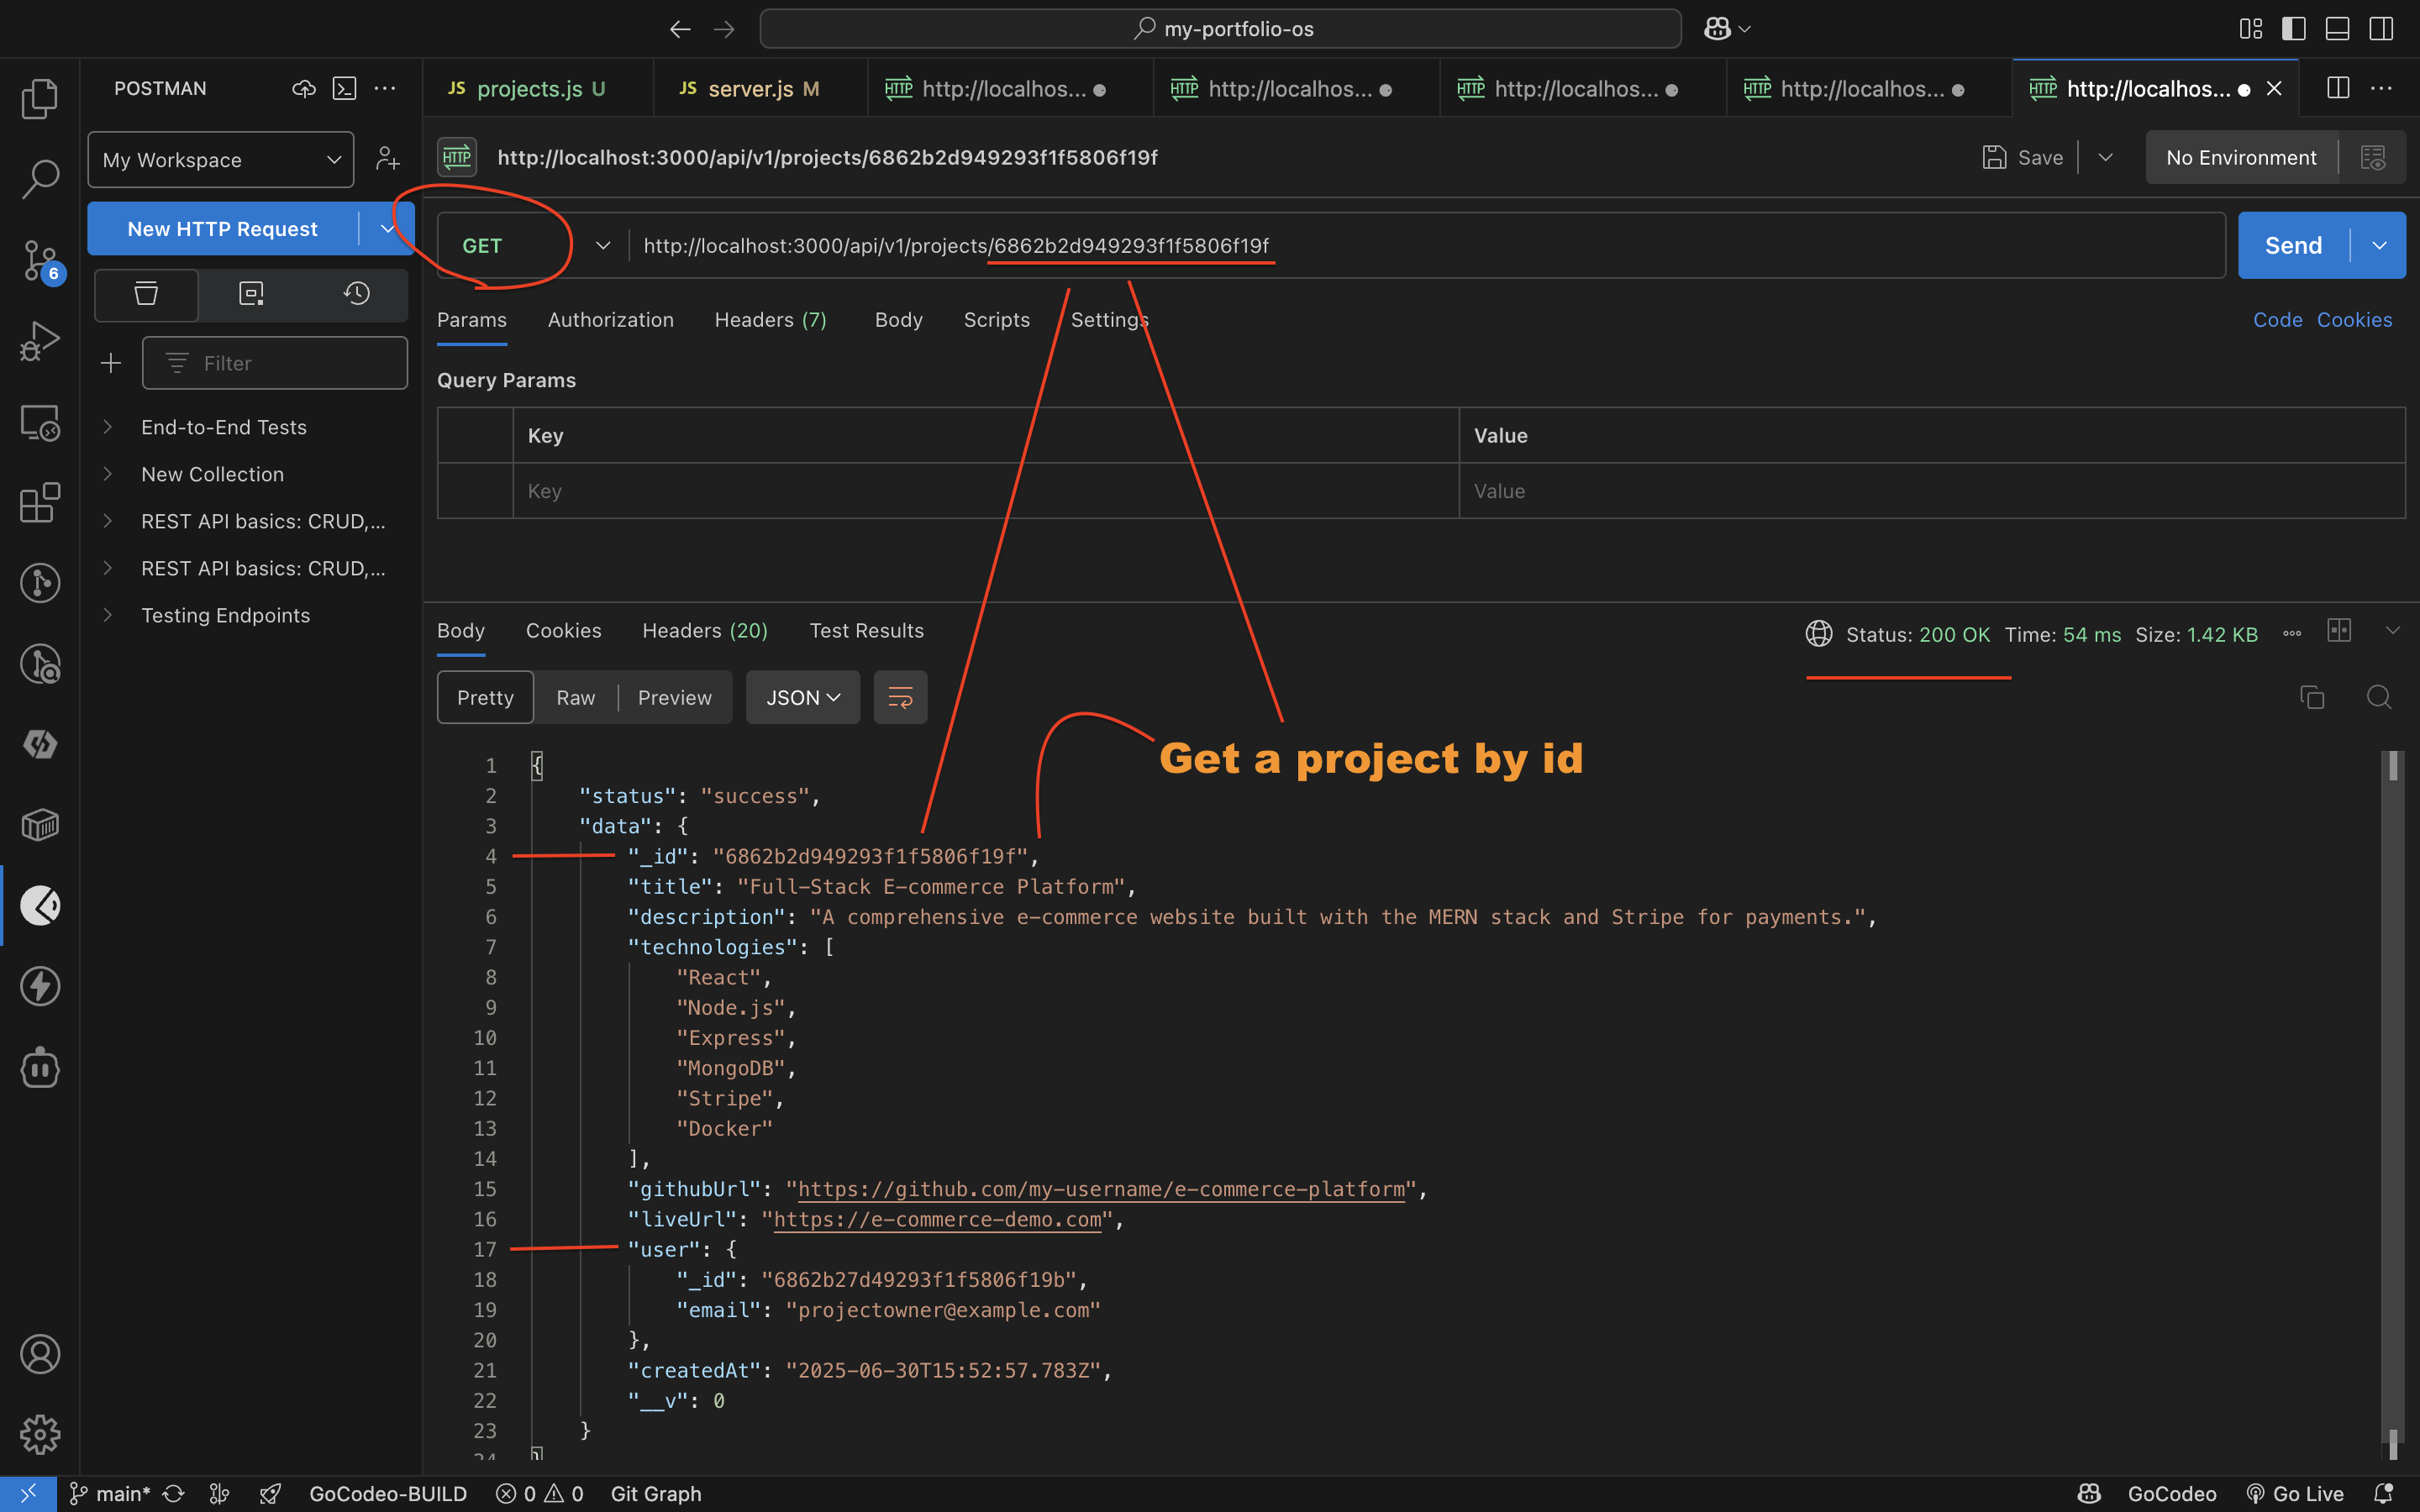 my-portfolio-os
POSTMAN
JS projects.js U
JS server.js M
HTTP http://localhos...
HTTP http://localhos...
HTTP http://localhos...
HTTP http://localhos...
HTTP http://localhos...
My Workspace
HTTP http://localhost:3000/api/v1/projects/6862b2d949293f1f5806f19f
Save
No Environment
New HTTP Request
GET
http://localhost:3000/api/v1/projects/6862b2d949293f1f5806f19f
Send
6
Params Authorization Headers (7) Body Scripts Settings
Code Cookies
Filter
Query Params
Key Value
Key Value
End-to-End Tests
New Collection
REST API basics: CRUD,...
REST API basics: CRUD,...
Testing Endpoints
Body Cookies Headers (20) Test Results
Status: 200 OK Time: 54 ms Size: 1.42 KB
Pretty Raw Preview JSON
Get a project by id
1 {
2 "status": "success",
3 "data": {
4 "_id": "6862b2d949293f1f5806f19f",
5 "title": "Full-Stack E-commerce Platform",
6 "description": "A comprehensive e-commerce website built with the MERN stack and Stripe for payments.",
7 "technologies": [
8 "React",
9 "Node.js",
10 "Express",
11 "MongoDB",
12 "Stripe",
13 "Docker"
14 ],
15 "githubUrl": "https://github.com/my-username/e-commerce-platform",
16 "liveUrl": "https://e-commerce-demo.com",
17 "user": {
18 "_id": "6862b27d49293f1f5806f19b",
19 "email": "projectowner@example.com"
20 },
21 "createdAt": "2025-06-30T15:52:57.783Z",
22 "__v": 0
23 }
24 }
main* GoCodeo-BUILD 0 0 Git Graph
GoCodeo Go Live